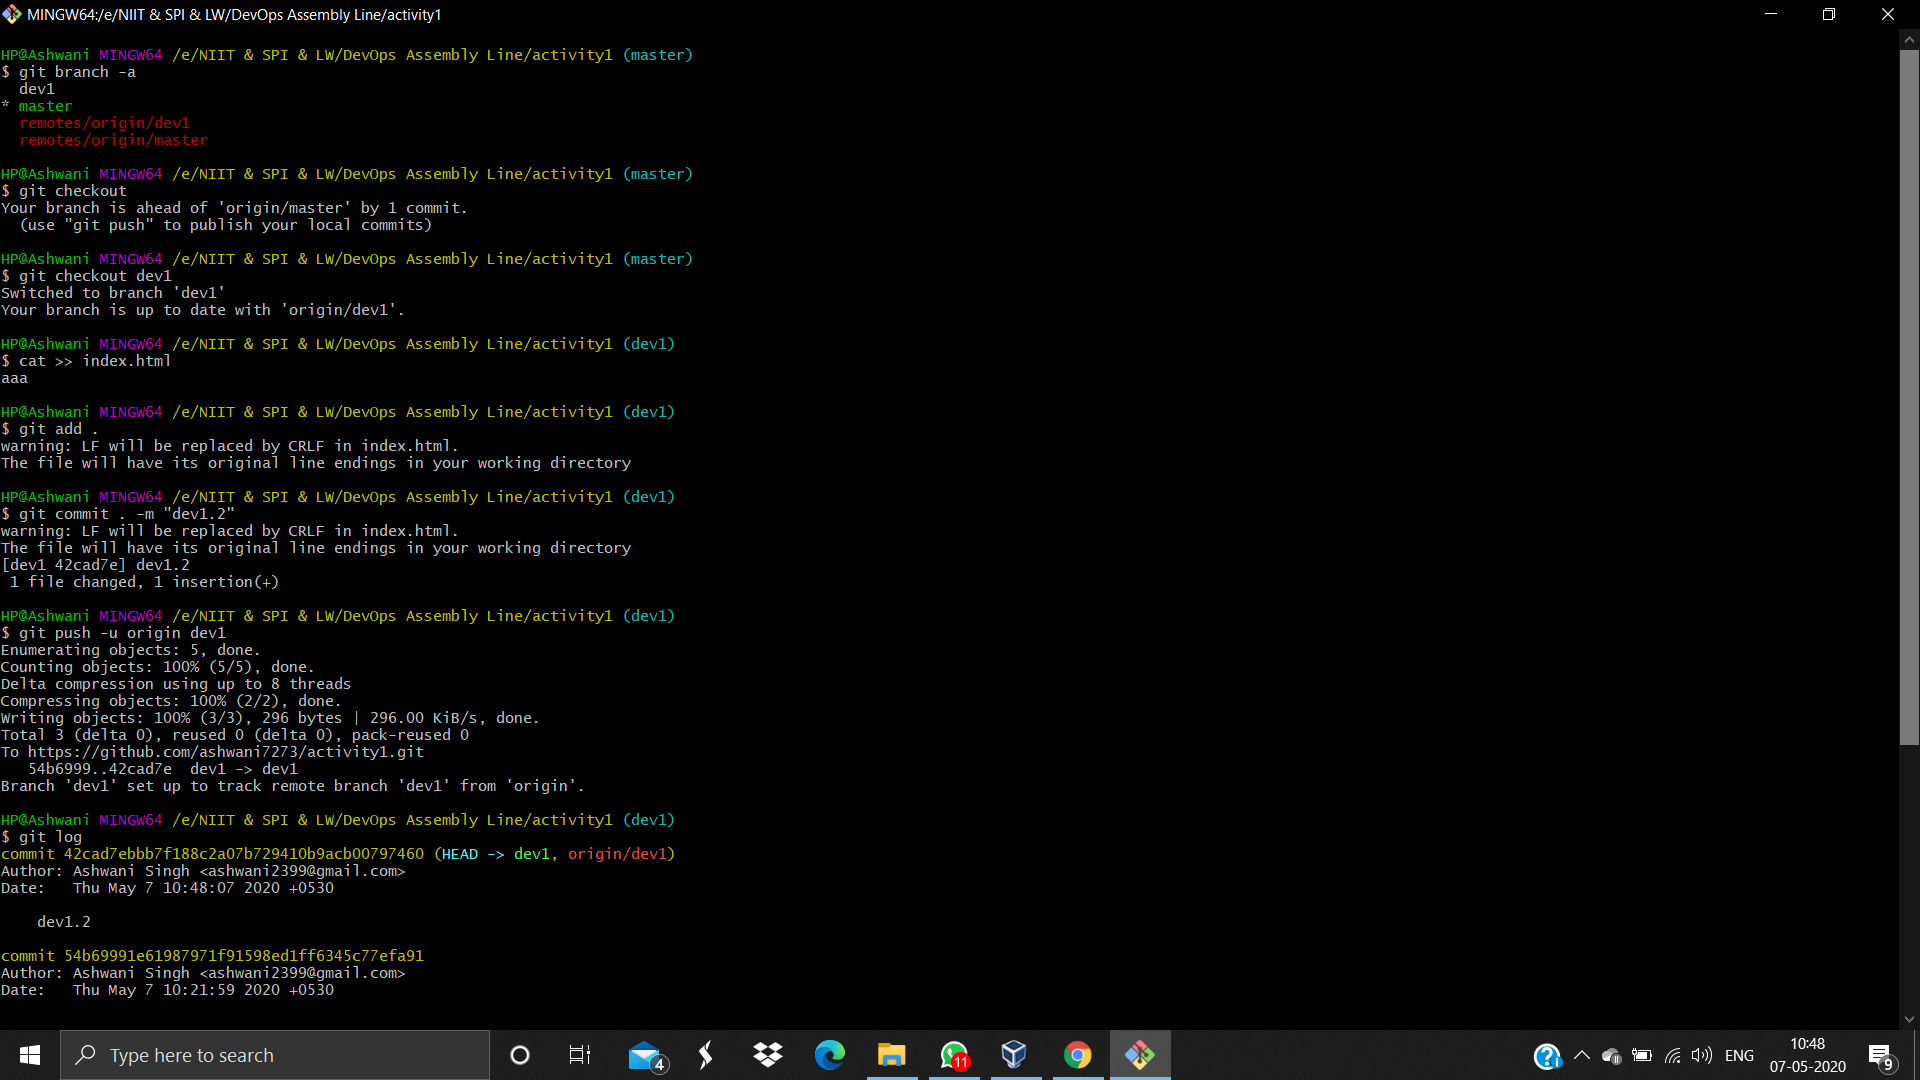 MINGW64:/e/NIIT & SPI & LW/DevOps Assembly Line/activity1
HP@Ashwani MINGW64 /e/NIIT & SPI & LW/DevOps Assembly Line/activity1 (master)
$ git branch -a
  dev1
* master
  remotes/origin/dev1
  remotes/origin/master
HP@Ashwani MINGW64 /e/NIIT & SPI & LW/DevOps Assembly Line/activity1 (master)
$ git checkout
Your branch is ahead of 'origin/master' by 1 commit.
  (use "git push" to publish your local commits)
HP@Ashwani MINGW64 /e/NIIT & SPI & LW/DevOps Assembly Line/activity1 (master)
$ git checkout dev1
Switched to branch 'dev1'
Your branch is up to date with 'origin/dev1'.
HP@Ashwani MINGW64 /e/NIIT & SPI & LW/DevOps Assembly Line/activity1 (dev1)
$ cat >> index.html
aaa
HP@Ashwani MINGW64 /e/NIIT & SPI & LW/DevOps Assembly Line/activity1 (dev1)
$ git add .
warning: LF will be replaced by CRLF in index.html.
The file will have its original line endings in your working directory
HP@Ashwani MINGW64 /e/NIIT & SPI & LW/DevOps Assembly Line/activity1 (dev1)
$ git commit . -m "dev1.2"
warning: LF will be replaced by CRLF in index.html.
The file will have its original line endings in your working directory
[dev1 42cad7e] dev1.2
 1 file changed, 1 insertion(+)
HP@Ashwani MINGW64 /e/NIIT & SPI & LW/DevOps Assembly Line/activity1 (dev1)
$ git push -u origin dev1
Enumerating objects: 5, done.
Counting objects: 100% (5/5), done.
Delta compression using up to 8 threads
Compressing objects: 100% (2/2), done.
Writing objects: 100% (3/3), 296 bytes | 296.00 KiB/s, done.
Total 3 (delta 0), reused 0 (delta 0), pack-reused 0
To https://github.com/ashwani7273/activity1.git
   54b6999..42cad7e  dev1 -> dev1
Branch 'dev1' set up to track remote branch 'dev1' from 'origin'.
HP@Ashwani MINGW64 /e/NIIT & SPI & LW/DevOps Assembly Line/activity1 (dev1)
$ git log
commit 42cad7ebbb7f188c2a07b729410b9acb00797460 (HEAD -> dev1, origin/dev1)
Author: Ashwani Singh <ashwani2399@gmail.com>
Date:   Thu May 7 10:48:07 2020 +0530
    dev1.2
commit 54b69991e61987971f91598ed1ff6345c77efa91
Author: Ashwani Singh <ashwani2399@gmail.com>
Date:   Thu May 7 10:21:59 2020 +0530
Type here to search
4
11
ENG
10:48
07-05-2020
9